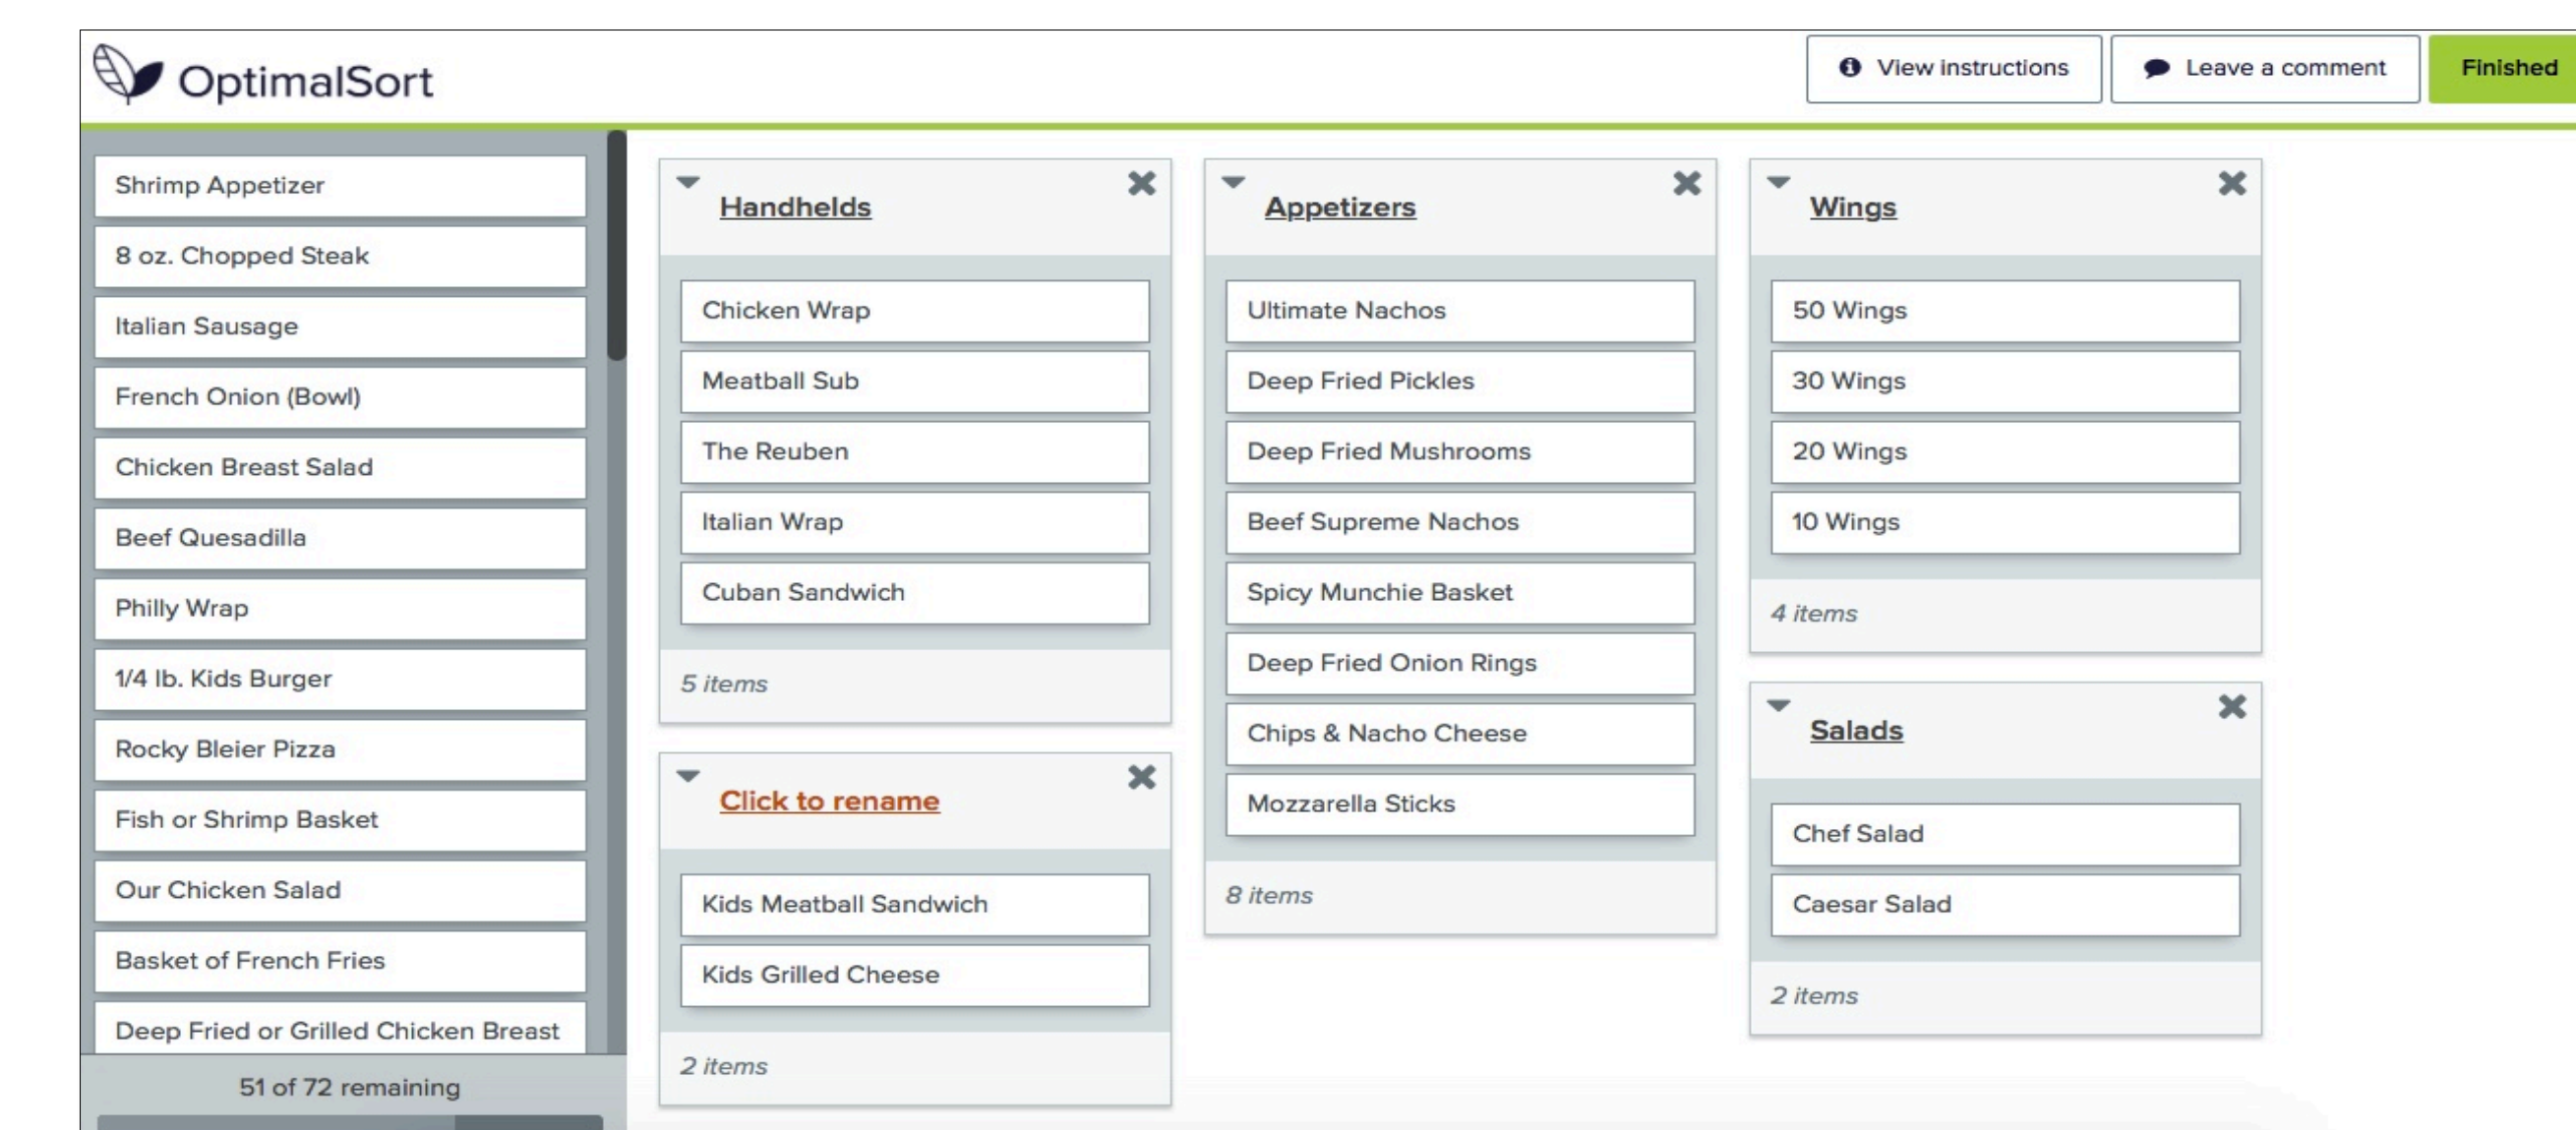 OptimalSort
View instructions
Leave a comment
Finished
Shrimp Appetizer
8 oz. Chopped Steak
Italian Sausage
French Onion (Bowl)
Chicken Breast Salad
Beef Quesadilla
Philly Wrap
1/4 lb. Kids Burger
Rocky Bleier Pizza
Fish or Shrimp Basket
Our Chicken Salad
Basket of French Fries
Deep Fried or Grilled Chicken Breast
51 of 72 remaining
Handhelds
Chicken Wrap
Meatball Sub
The Reuben
Italian Wrap
Cuban Sandwich
5 items
Click to rename
Kids Meatball Sandwich
Kids Grilled Cheese
2 items
Appetizers
Ultimate Nachos
Deep Fried Pickles
Deep Fried Mushrooms
Beef Supreme Nachos
Spicy Munchie Basket
Deep Fried Onion Rings
Chips & Nacho Cheese
Mozzarella Sticks
8 items
Wings
50 Wings
30 Wings
20 Wings
10 Wings
4 items
Salads
Chef Salad
Caesar Salad
2 items